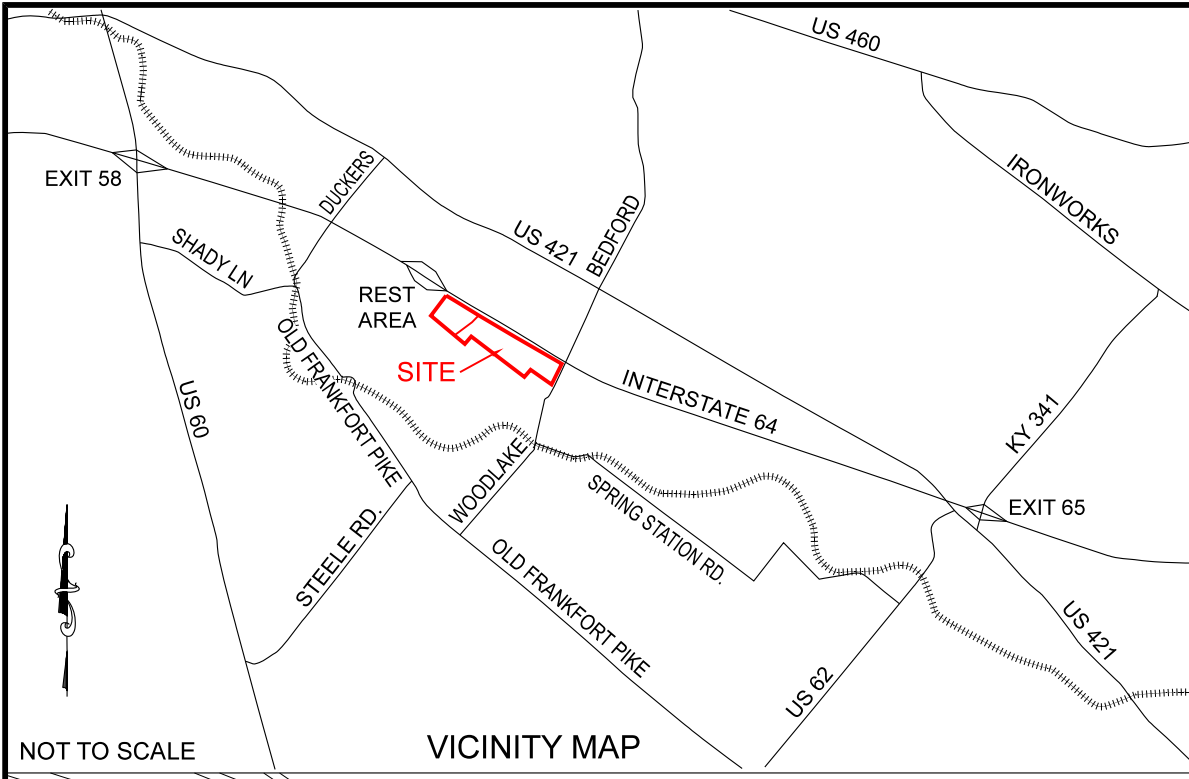 US 460
IRONWORKS
EXIT 58
DUCKERS
SHADY LN
US 421
BEDFORD
REST
AREA
SITE
OLD FRANKFORT PIKE
INTERSTATE 64
US 60
KY 341
WOODLAKE
SPRING STATION RD.
EXIT 65
STEELE RD.
OLD FRANKFORT PIKE
US 421
US 62
NOT TO SCALE
VICINITY MAP